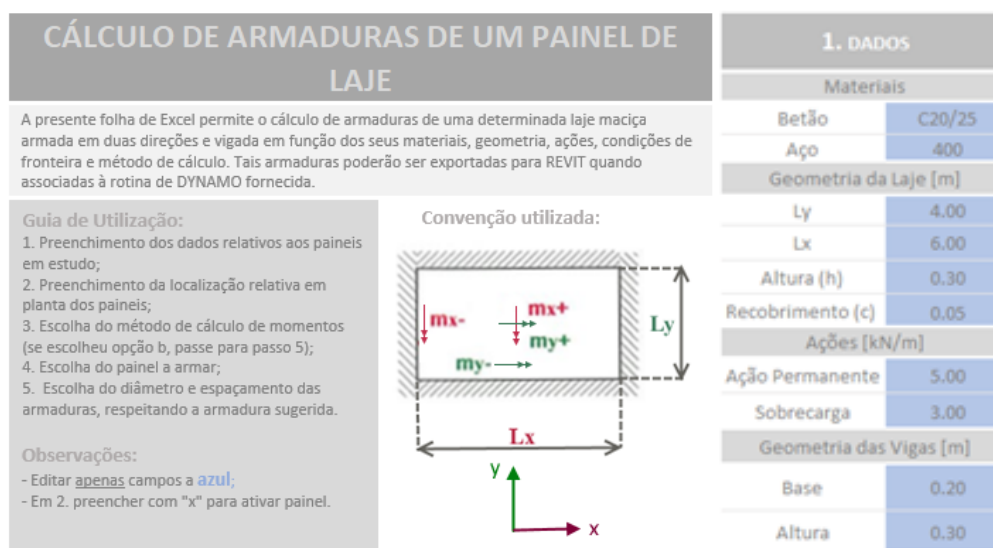 CÁLCULO DE ARMADURAS DE UM PAINEL DE
LAJE
A presente folha de Excel permite o cálculo de armaduras de uma determinada laje maciça
armada em duas direções e vigada em função dos seus materiais, geometria, ações, condições de
fronteira e método de cálculo. Tais armaduras poderão ser exportadas para REVIT quando
associadas à rotina de DYNAMO fornecida.
Guia de Utilização:
1. Preenchimento dos dados relativos aos paineis
em estudo;
2. Preenchimento da localização relativa em
planta dos paineis;
3. Escolha do método de cálculo de momentos
(se escolheu opção b, passe para passo 5);
4. Escolha do painel a armar;
5. Escolha do diâmetro e espaçamento das
armaduras, respeitando a armadura sugerida.
Observações:
- Editar apenas campos a azul;
- Em 2. preencher com "x" para ativar painel.
Convenção utilizada:
mx-
mx+
my+
my-
Ly
Lx
y
x
1. DADOS
Materiais
Betão C20/25
Aço 400
Geometria da Laje [m]
Ly 4.00
Lx 6.00
Altura (h) 0.30
Recobrimento (c) 0.05
Ações [kN/m]
Ação Permanente 5.00
Sobrecarga 3.00
Geometria das Vigas [m]
Base 0.20
Altura 0.30